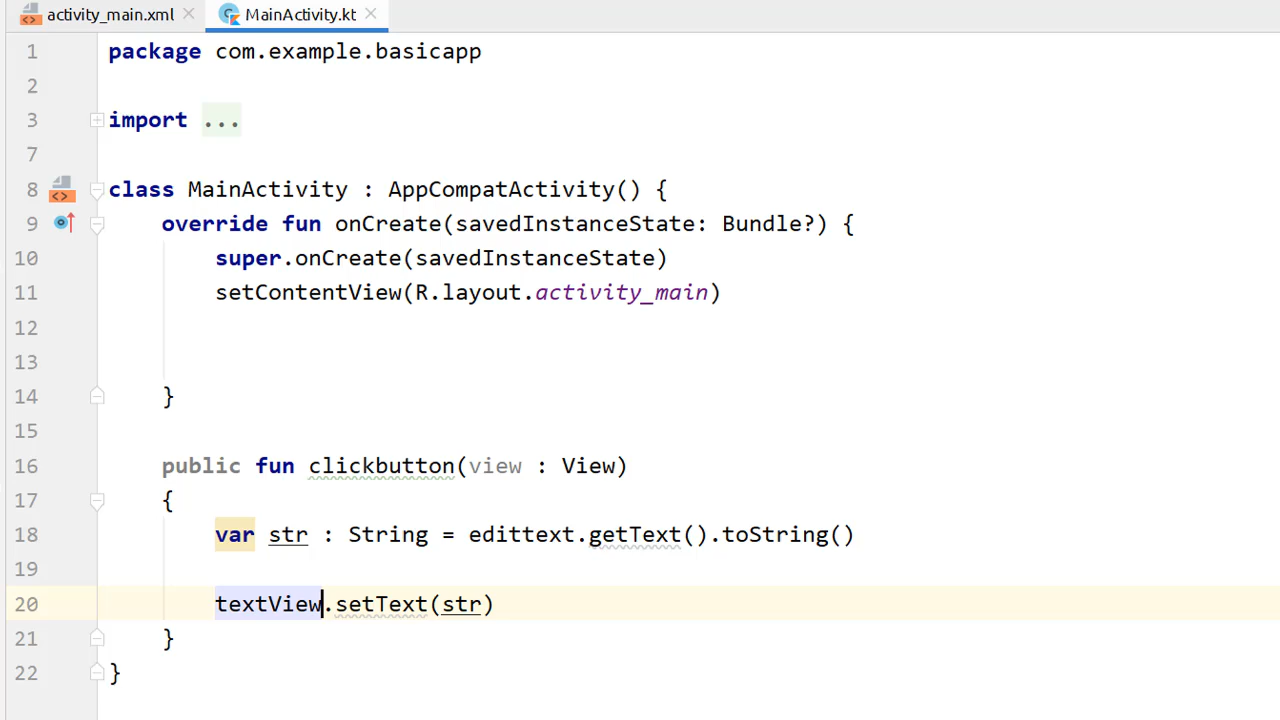 activity_main.xml MainActivity.kt
1 package com.example.basicapp
2
3 import ...
7
8 class MainActivity : AppCompatActivity() {
9 override fun onCreate(savedInstanceState: Bundle?) {
10 super.onCreate(savedInstanceState)
11 setContentView(R.layout.activity_main)
12
13
14 }
15
16 public fun clickbutton(view : View)
17 {
18 var str : String = edittext.getText().toString()
19
20 textView.setText(str)
21 }
22 }